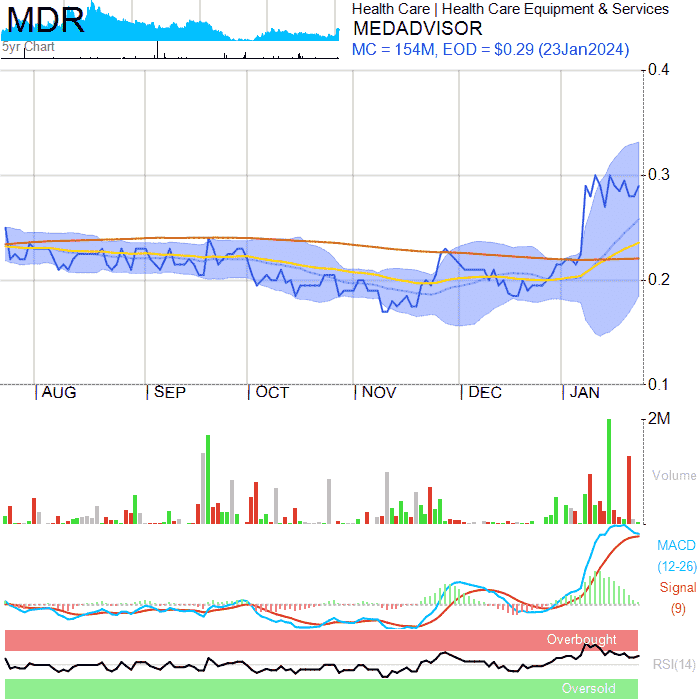 MDR
5yr Chart
Health Care | Health Care Equipment & Services
MEDADVISOR
MC = 154M, EOD = $0.29 (23Jan2024)
0.4
0.3
0.2
0.1
AUG SEP OCT NOV DEC JAN
2M
Volume
MACD
(12-26)
Signal
(9)
Overbought
RSI(14)
Oversold